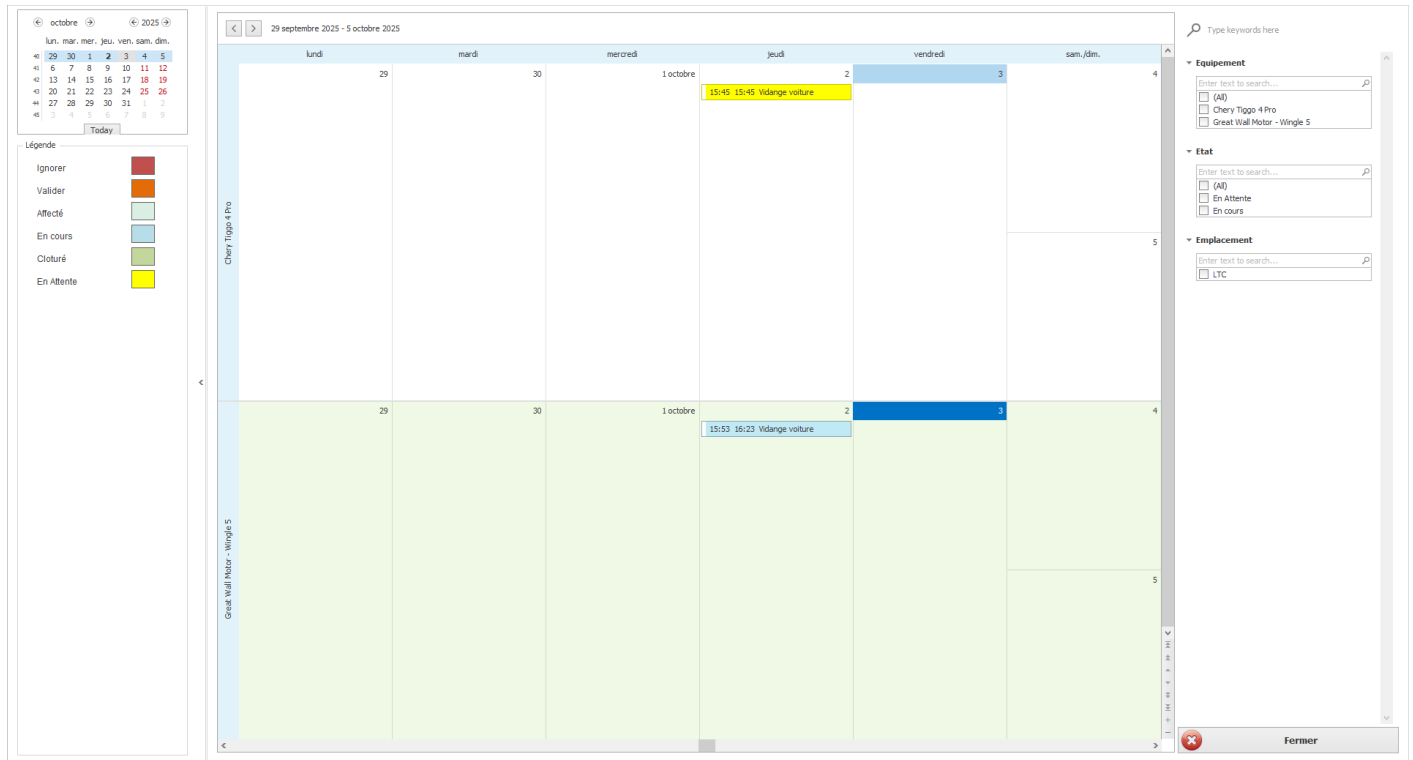 octobre 2025
lun. mar. mer. jeu. ven. sam. dim.
40 29 30 1 2 3 4 5
41 6 7 8 9 10 11 12
42 13 14 15 16 17 18 19
43 20 21 22 23 24 25 26
44 27 28 29 30 31 1 2
45 3 4 5 6 7 8 9
Today
Légende
Ignorer
Valider
Affecté
En cours
Cloturé
En Attente
29 septembre 2025 - 5 octobre 2025
lundi mardi mercredi jeudi vendredi sam./dim.
Chery Tiggo 4 Pro
29 30 1 octobre 2 3 4
15:45 15:45 Vidange voiture
5
Great Wall Motor - Wingle 5
29 30 1 octobre 2 3 4
15:53 16:23 Vidange voiture
5
Type keywords here
Equipement
Enter text to search...
(All)
Chery Tiggo 4 Pro
Great Wall Motor - Wingle 5
Etat
Enter text to search...
(All)
En Attente
En cours
Emplacement
Enter text to search...
LTC
Fermer